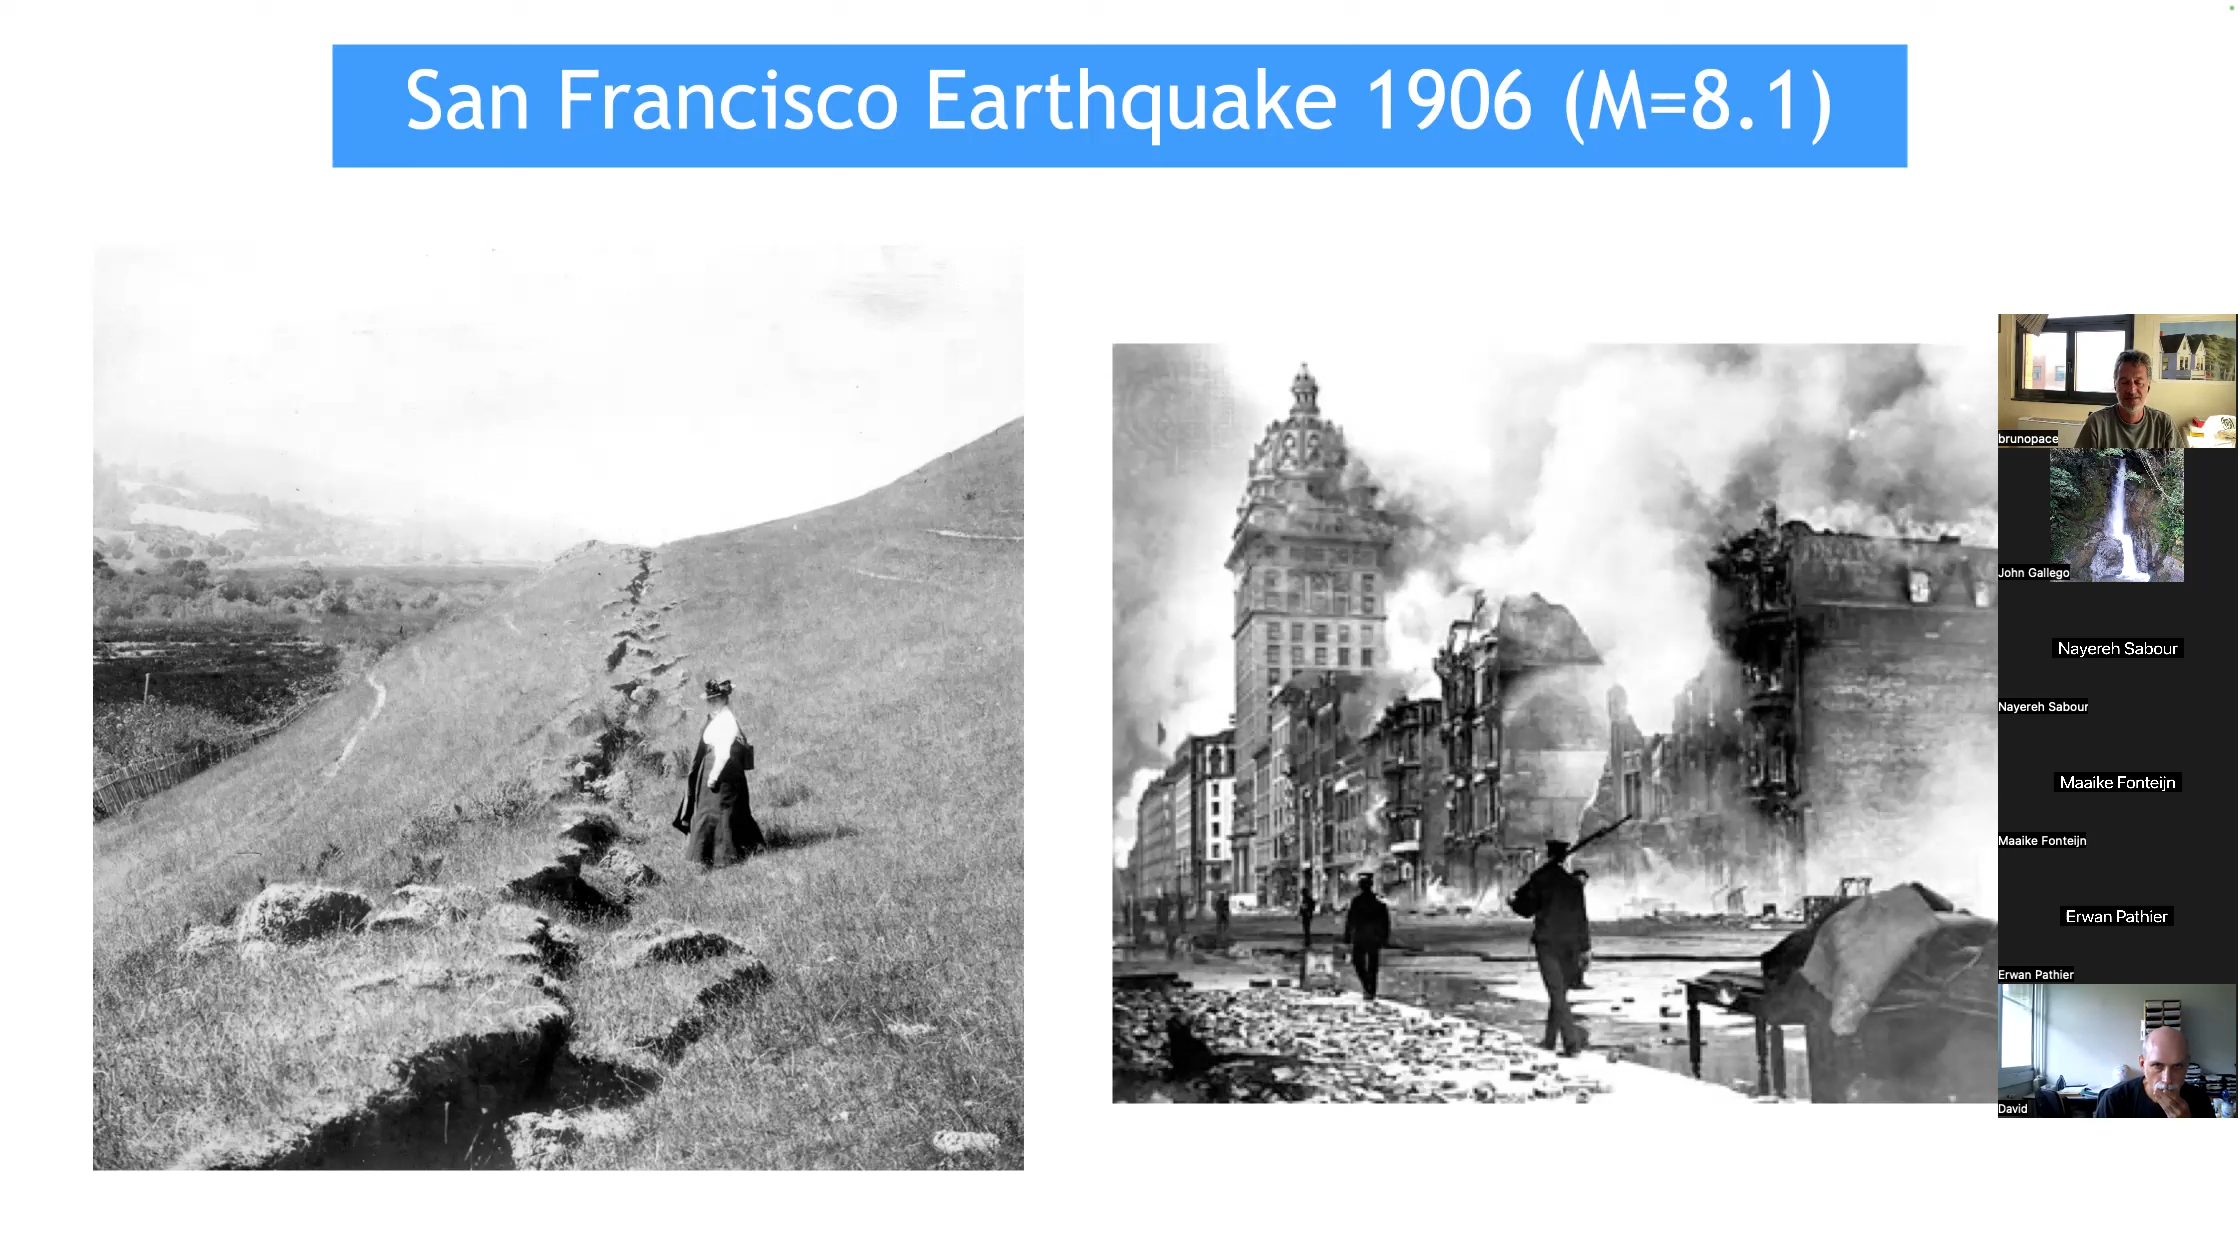 San Francisco Earthquake 1906 (M=8.1)
brunopace
John Gallego
Nayereh Sabour
Nayereh Sabour
Maaike Fonteijn
Maaike Fonteijn
Erwan Pathier
Erwan Pathier
David